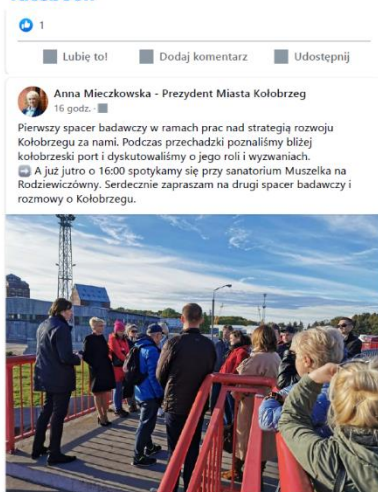 1
Lubię to! Dodaj komentarz Udostępnij
Anna Mieczkowska - Prezydent Miasta Kołobrzeg
16 godz. ·
Pierwszy spacer badawczy w ramach prac nad strategią rozwoju
Kołobrzegu za nami. Podczas przechadzki poznaliśmy bliżej
kołobrzeski port i dyskutowaliśmy o jego roli i wyzwaniach.
➡ A już jutro o 16:00 spotykamy się przy sanatorium Muszelka na
Rodziewiczówny. Serdecznie zapraszam na drugi spacer badawczy i
rozmowy o Kołobrzegu.